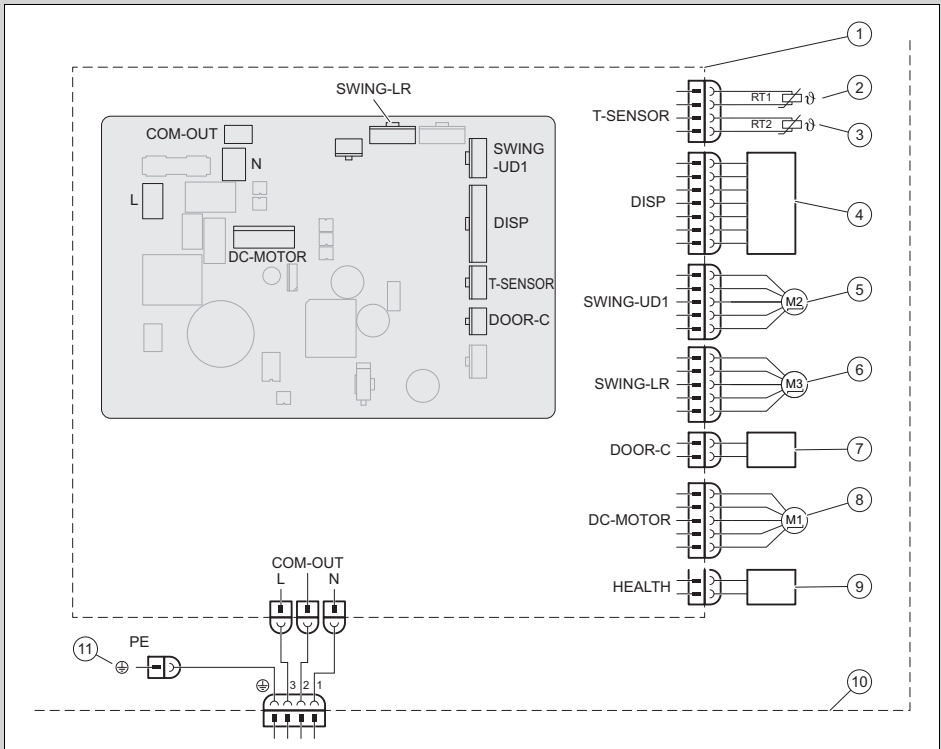 SWING-LR
COM-OUT
N
L
SWING
-UD1
DISP
DC-MOTOR
T-SENSOR
DOOR-C
1
T-SENSOR
RT1
ϑ
2
RT2
ϑ
3
DISP
4
SWING-UD1
M2
5
SWING-LR
M3
6
DOOR-C
7
DC-MOTOR
M1
8
HEALTH
9
COM-OUT
L
N
PE
11
3
2
1
10